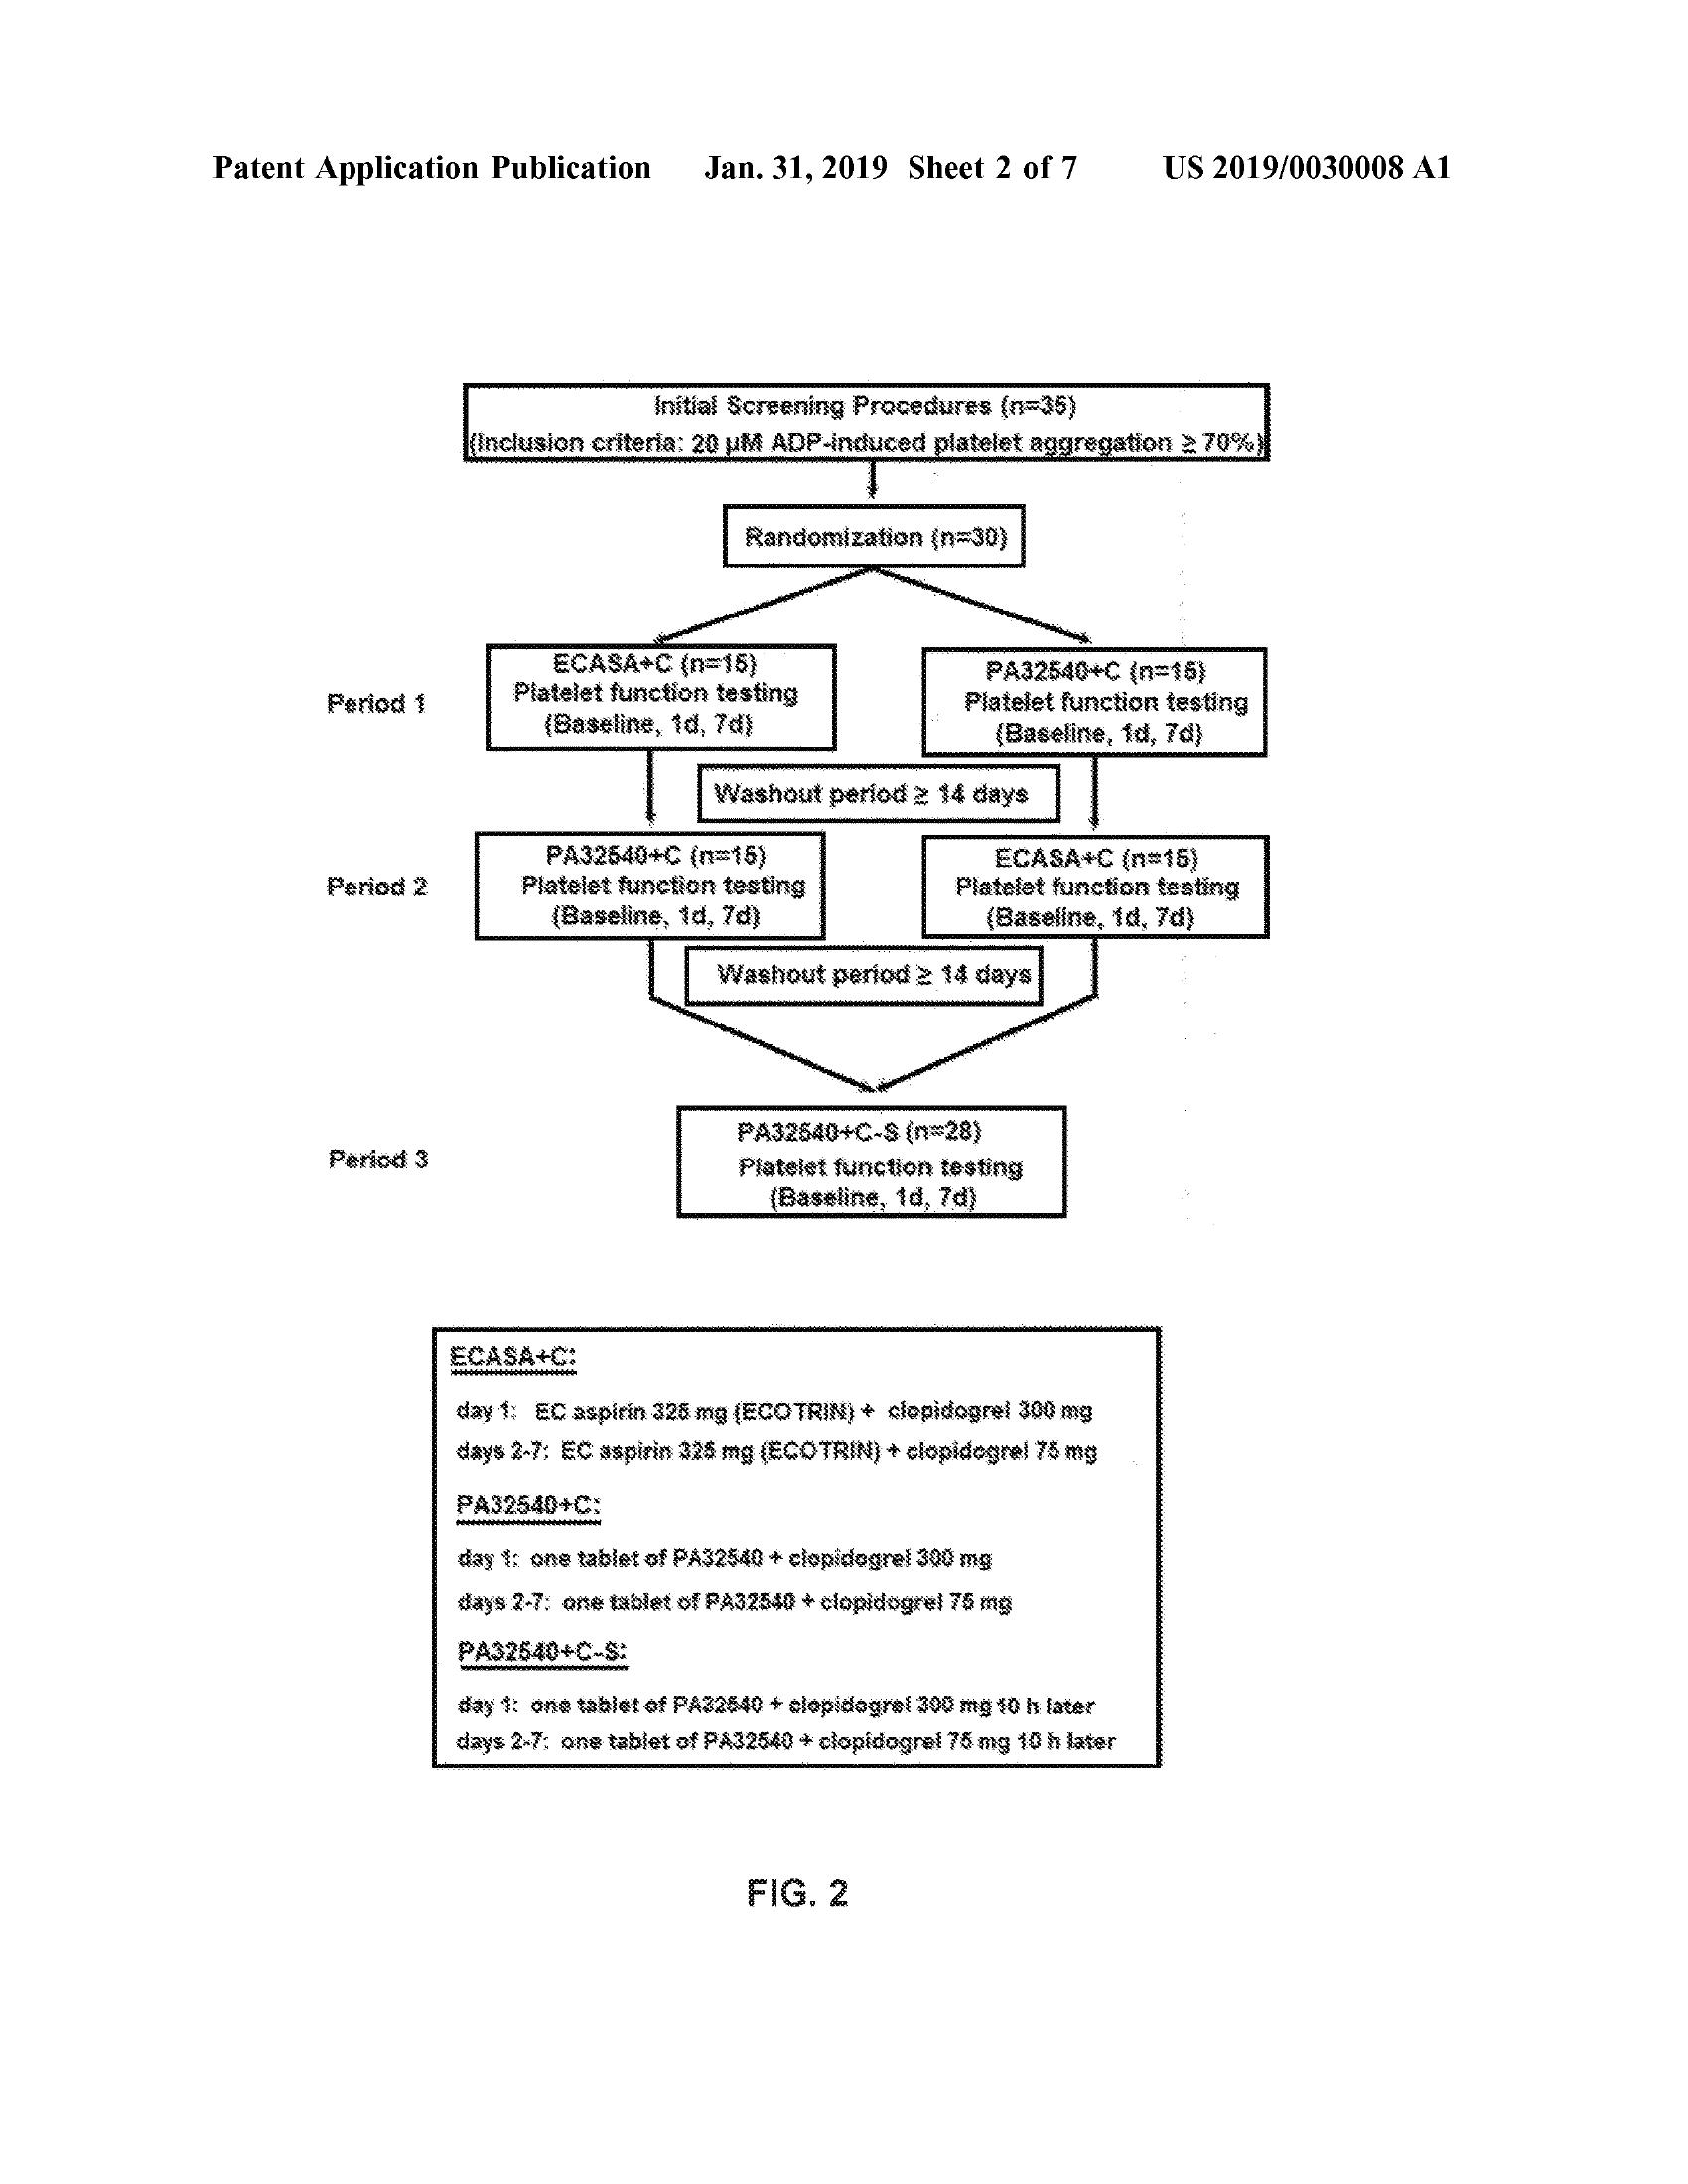 Patent Application Publication Jan. 31, 2019 Sheet 2 of 7 US 2019/0030008 A1
Initial Screening Procedures (n=35)
(Inclusion criteria: 20 µM ADP-induced platelet aggregation ≥ 70%)
Randomization (n=30)
Period 1
ECASA+C (n=15)
Platelet function testing
(Baseline, 1d, 7d)
PA32540+C (n=15)
Platelet function testing
(Baseline, 1d, 7d)
Washout period ≥ 14 days
Period 2
PA32540+C (n=15)
Platelet function testing
(Baseline, 1d, 7d)
ECASA+C (n=15)
Platelet function testing
(Baseline, 1d, 7d)
Washout period ≥ 14 days
Period 3
PA32540+C-S (n=28)
Platelet function testing
(Baseline, 1d, 7d)
ECASA+C:
day 1: EC aspirin 325 mg (ECOTRIN) + clopidogrel 300 mg
days 2-7: EC aspirin 325 mg (ECOTRIN) + clopidogrel 75 mg
PA32540+C:
day 1: one tablet of PA32540 + clopidogrel 300 mg
days 2-7: one tablet of PA32540 + clopidogrel 75 mg
PA32540+C-S:
day 1: one tablet of PA32540 + clopidogrel 300 mg 10 h later
days 2-7: one tablet of PA32540 + clopidogrel 75 mg 10 h later
FIG. 2